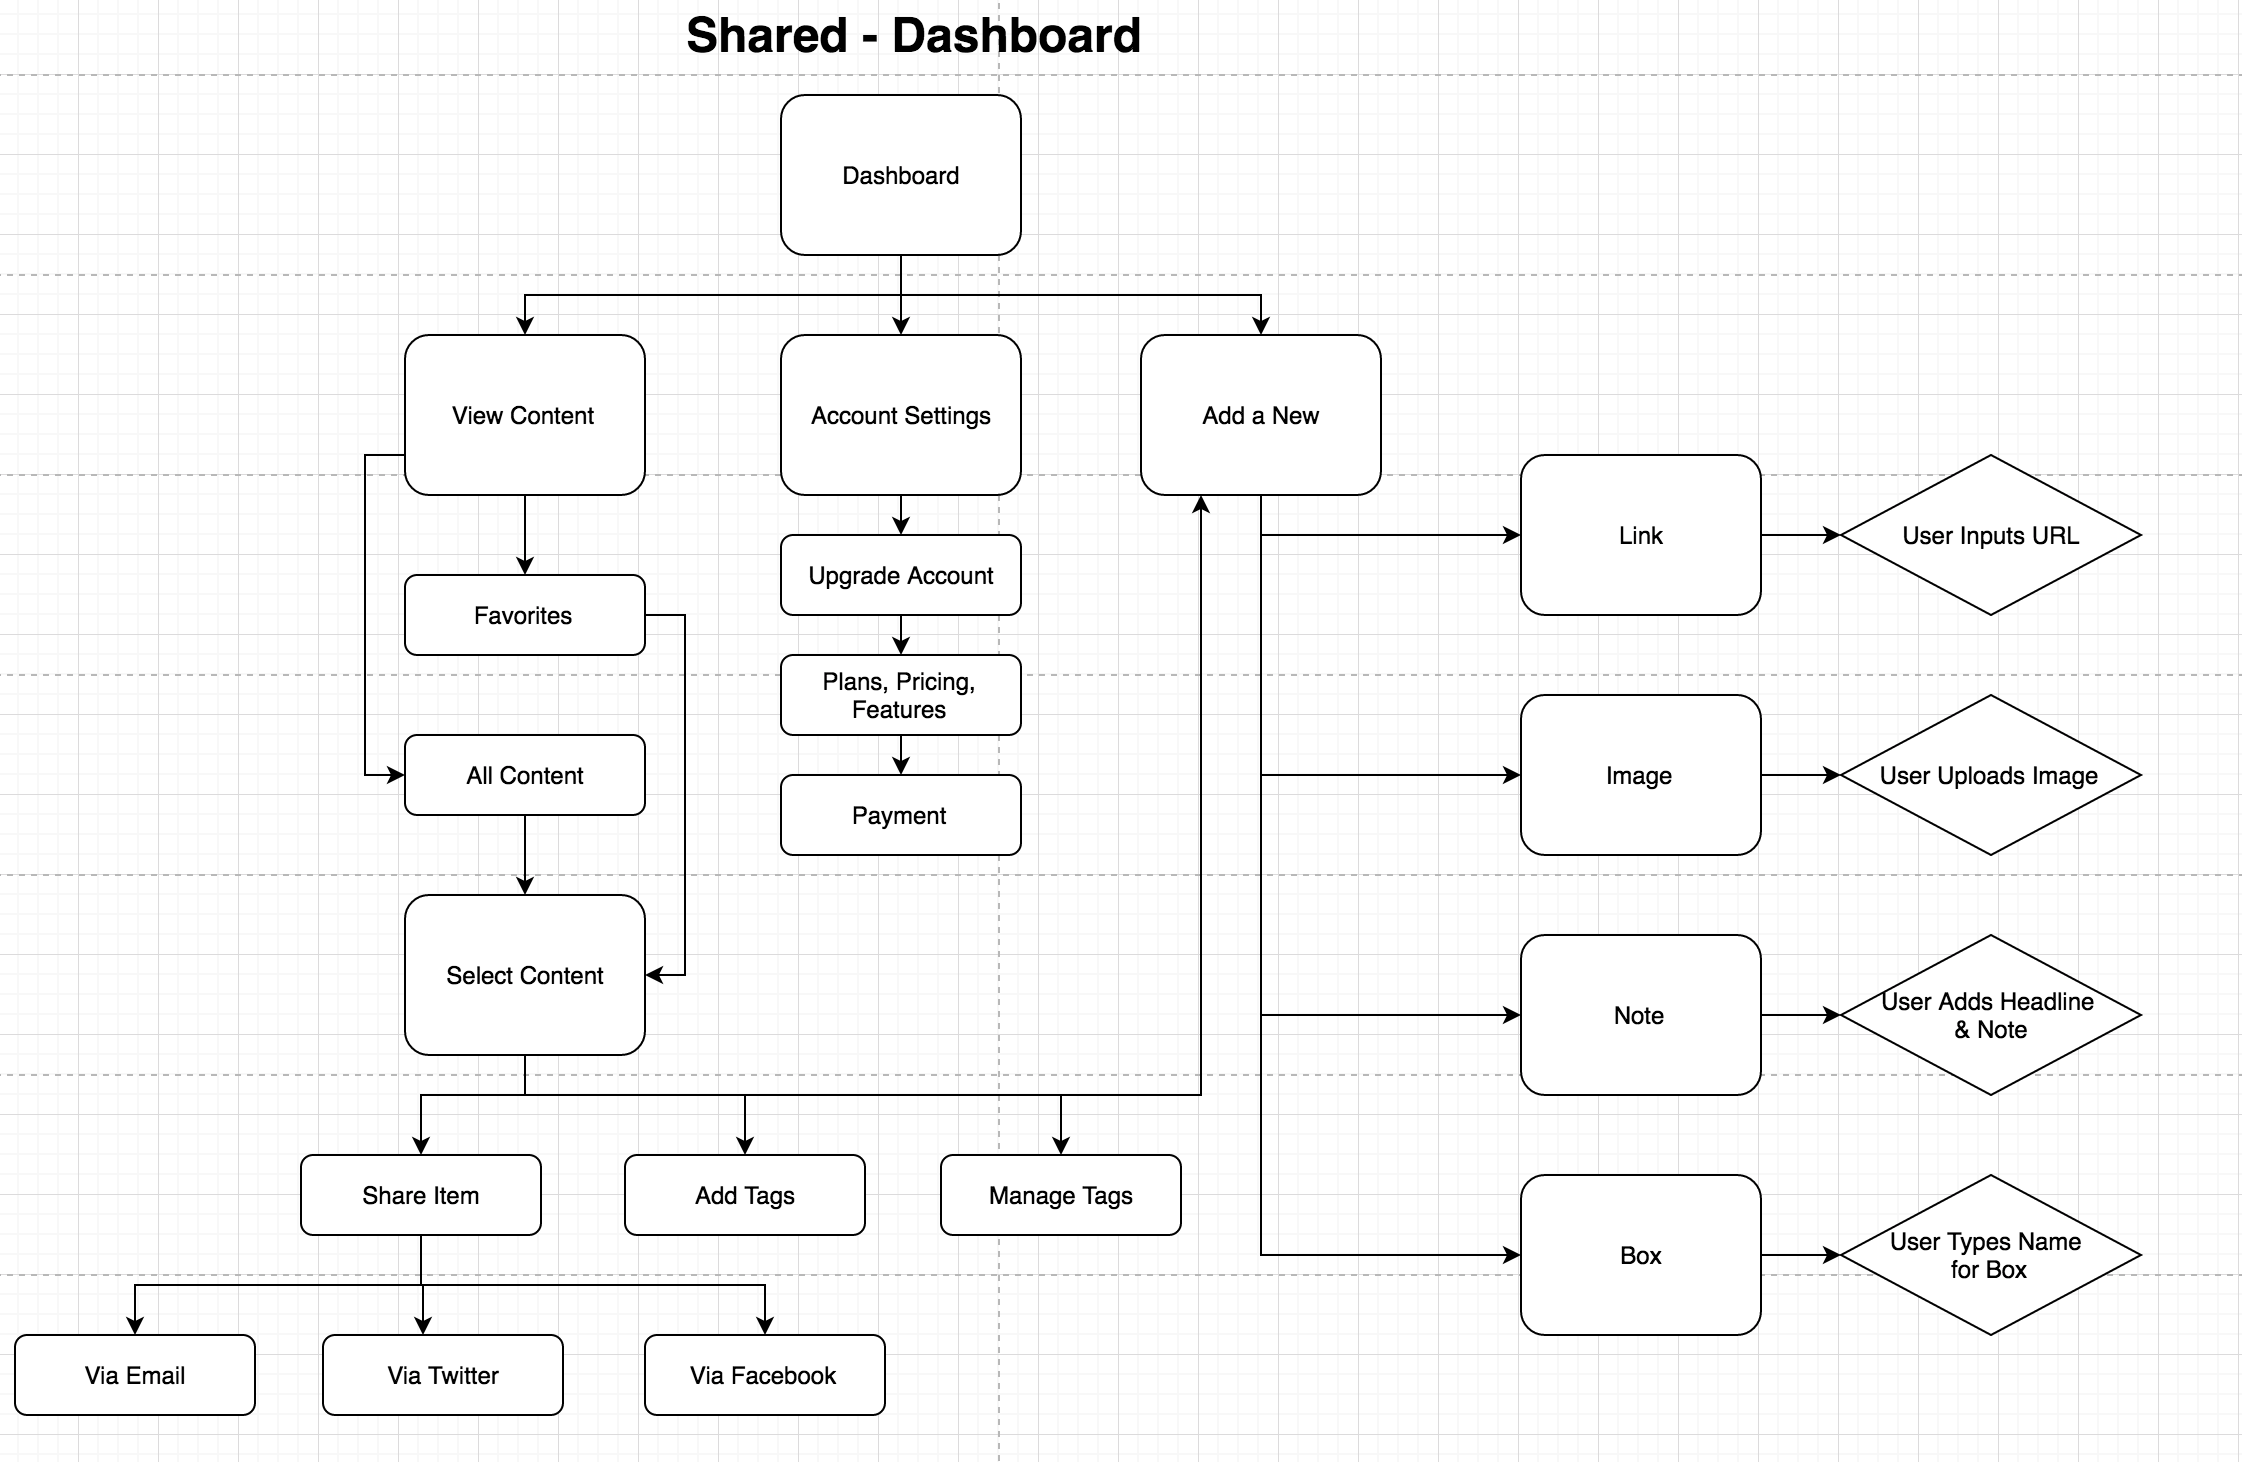 Shared - Dashboard
Dashboard
View Content
Account Settings
Add a New
Link
User Inputs URL
Upgrade Account
Favorites
Plans, Pricing,
Features
All Content
Image
User Uploads Image
Payment
Select Content
Note
User Adds Headline
& Note
Share Item
Add Tags
Manage Tags
Box
User Types Name
for Box
Via Email
Via Twitter
Via Facebook